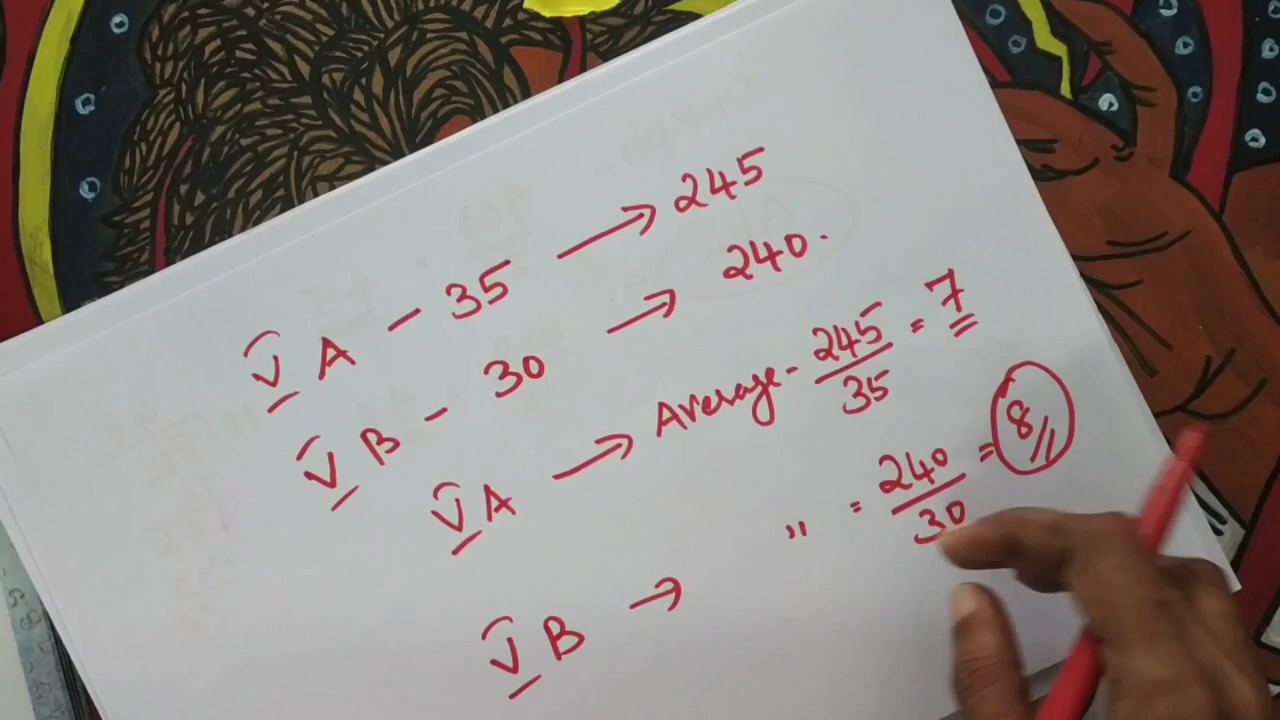 V A - 35 → 245
V B - 30 → 240.
V A → Average - 245/35 = 7
V B → " = 240/30 = 8